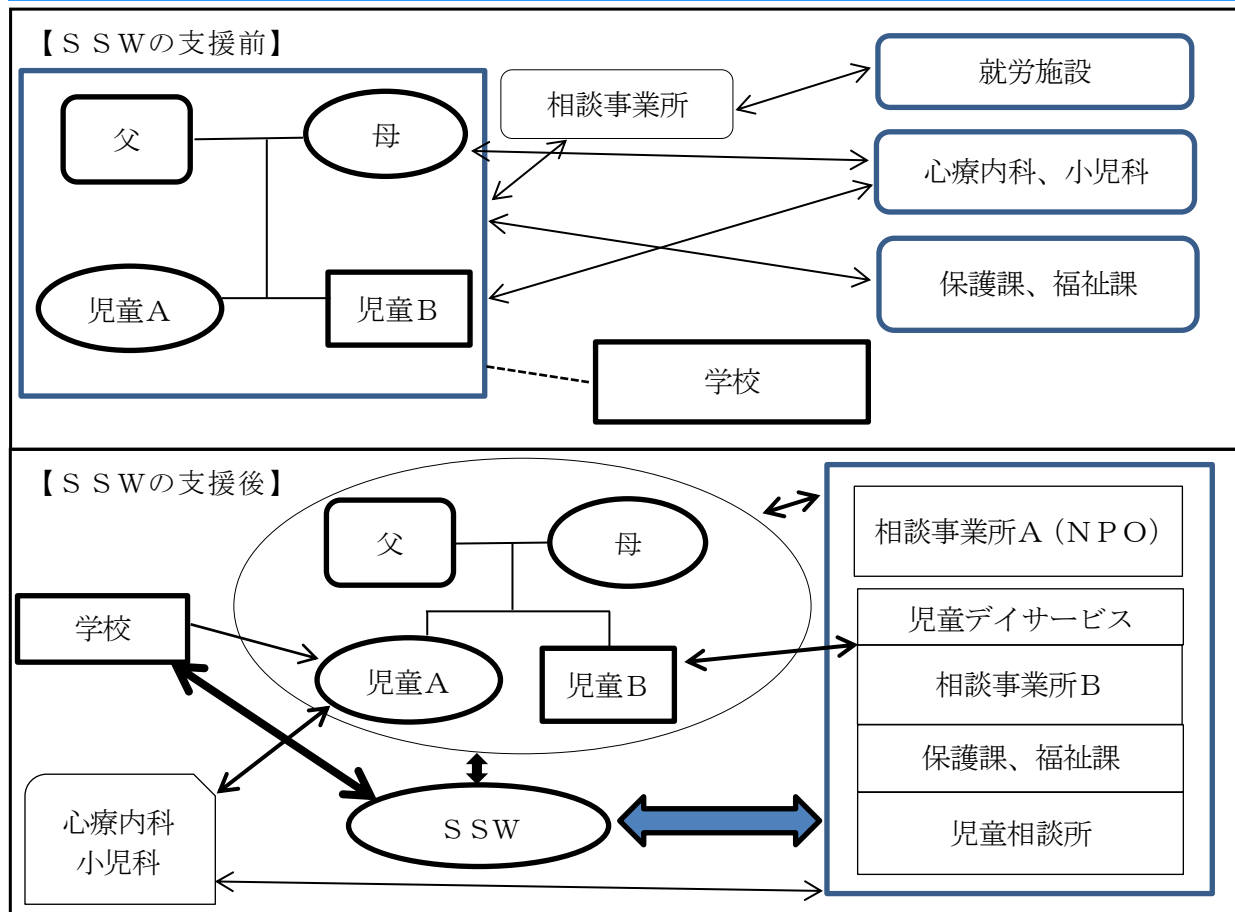 【ＳＳＷの支援前】
就労施設
相談事業所
父
母
心療内科、小児科
保護課、福祉課
児童Ａ
児童Ｂ
学校
【ＳＳＷの支援後】
相談事業所Ａ（ＮＰＯ）
父
母
児童デイサービス
学校
児童Ａ
児童Ｂ
相談事業所Ｂ
保護課、福祉課
心療内科
小児科
ＳＳＷ
児童相談所